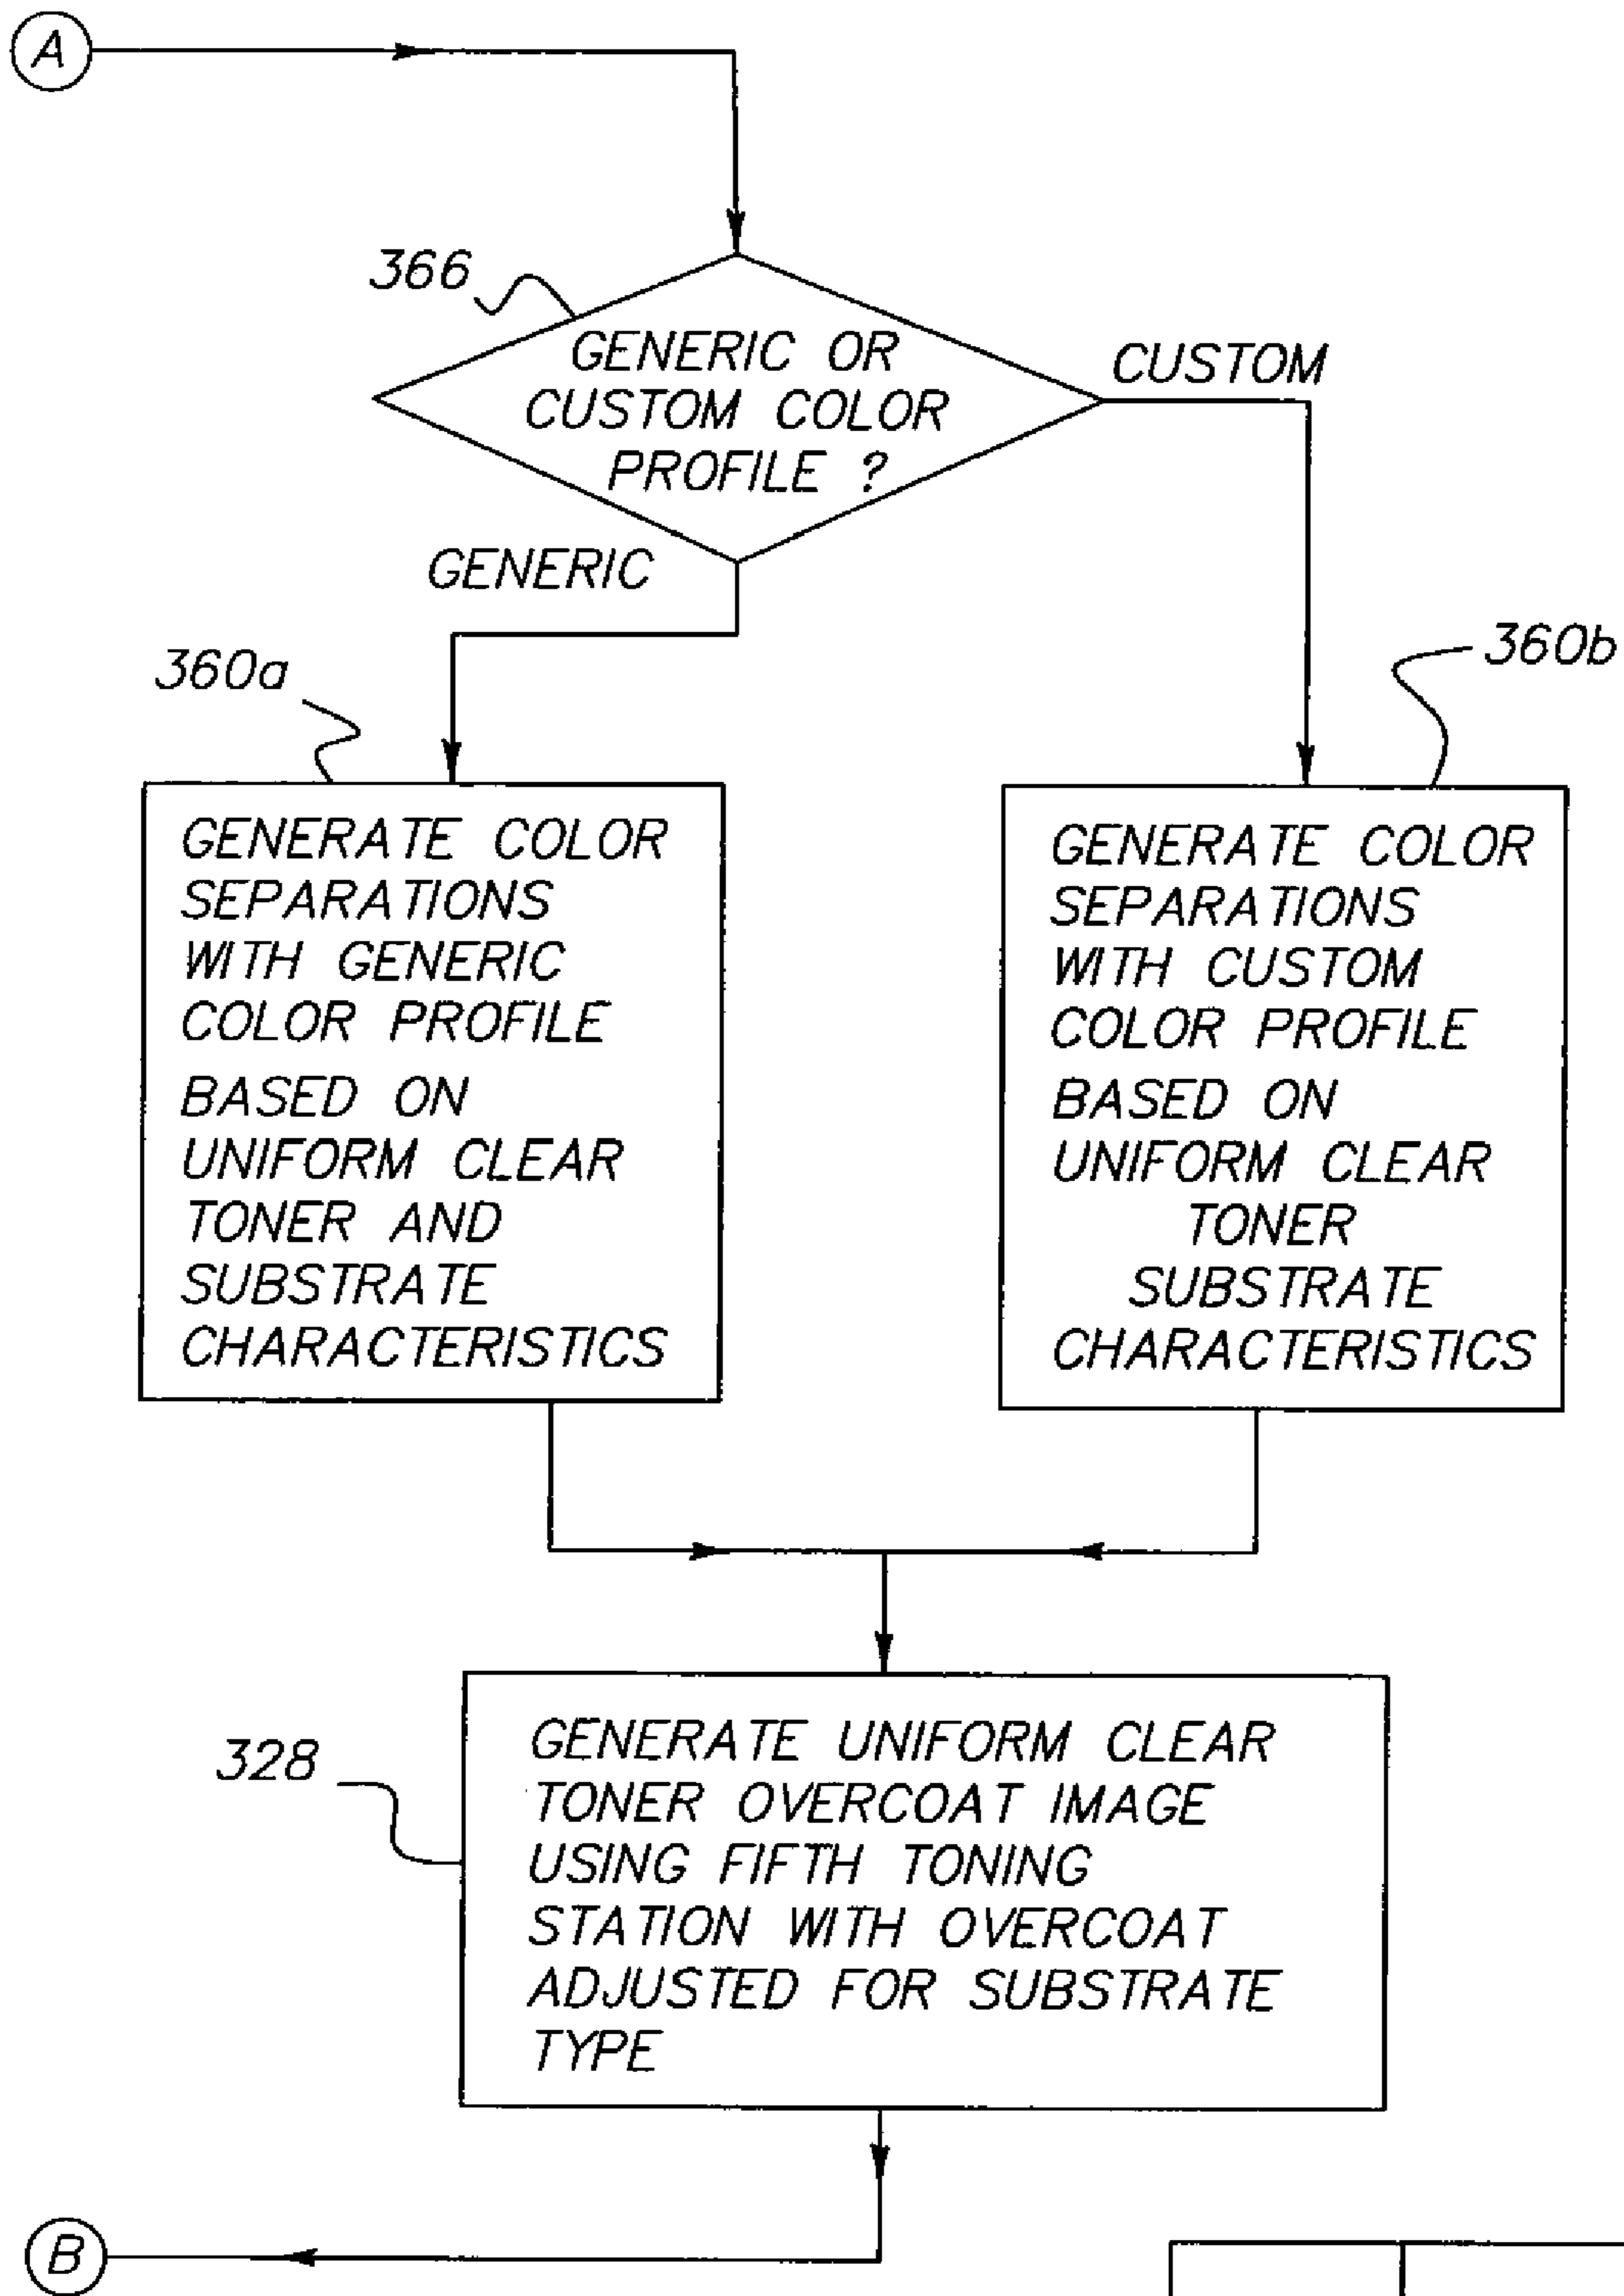 A
366
GENERIC OR
CUSTOM COLOR
PROFILE ?
CUSTOM
GENERIC
360a
360b
GENERATE COLOR
SEPARATIONS
WITH GENERIC
COLOR PROFILE
BASED ON
UNIFORM CLEAR
TONER AND
SUBSTRATE
CHARACTERISTICS
GENERATE COLOR
SEPARATIONS
WITH CUSTOM
COLOR PROFILE
BASED ON
UNIFORM CLEAR
TONER
SUBSTRATE
CHARACTERISTICS
328
GENERATE UNIFORM CLEAR
TONER OVERCOAT IMAGE
USING FIFTH TONING
STATION WITH OVERCOAT
ADJUSTED FOR SUBSTRATE
TYPE
B